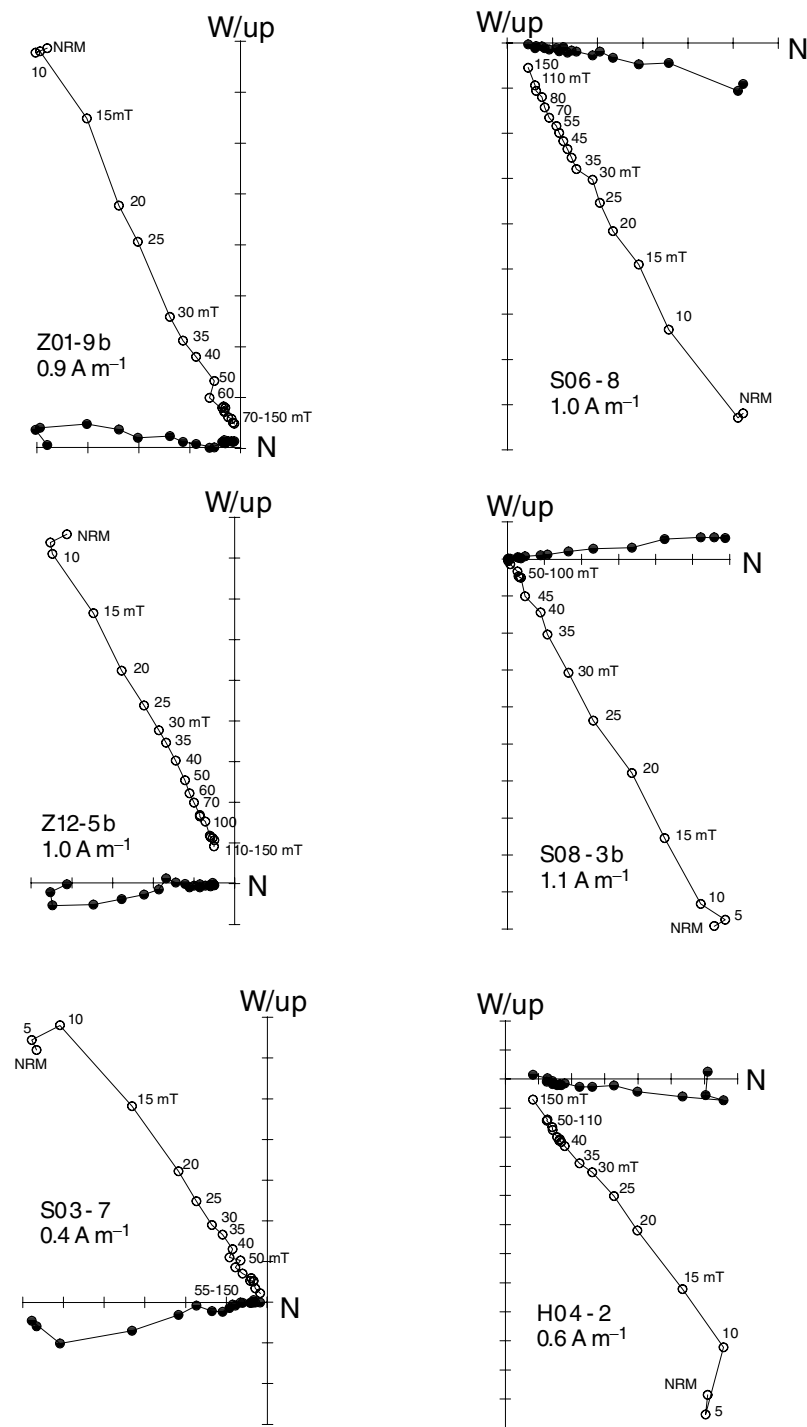 W/up
NRM
10
15mT
20
25
30 mT
35
40
50
60
70-150 mT
Z01-9b
0.9 A m⁻¹
N
N
150
110 mT
80
70
55
45
35
30 mT
25
20
15 mT
10
NRM
S06-8
1.0 A m⁻¹
W/up
W/up
NRM
10
15 mT
20
25
30 mT
35
40
50
60
70
100
110-150 mT
Z12-5b
1.0 A m⁻¹
N
W/up
N
50-100 mT
45
40
35
30 mT
25
20
15 mT
10
5
NRM
S08-3b
1.1 A m⁻¹
W/up
10
5
NRM
15 mT
20
25
30
35
40
50 mT
55-150
S03-7
0.4 A m⁻¹
N
W/up
N
150 mT
50-110
40
35
30 mT
25
20
15 mT
10
NRM
5
H04-2
0.6 A m⁻¹